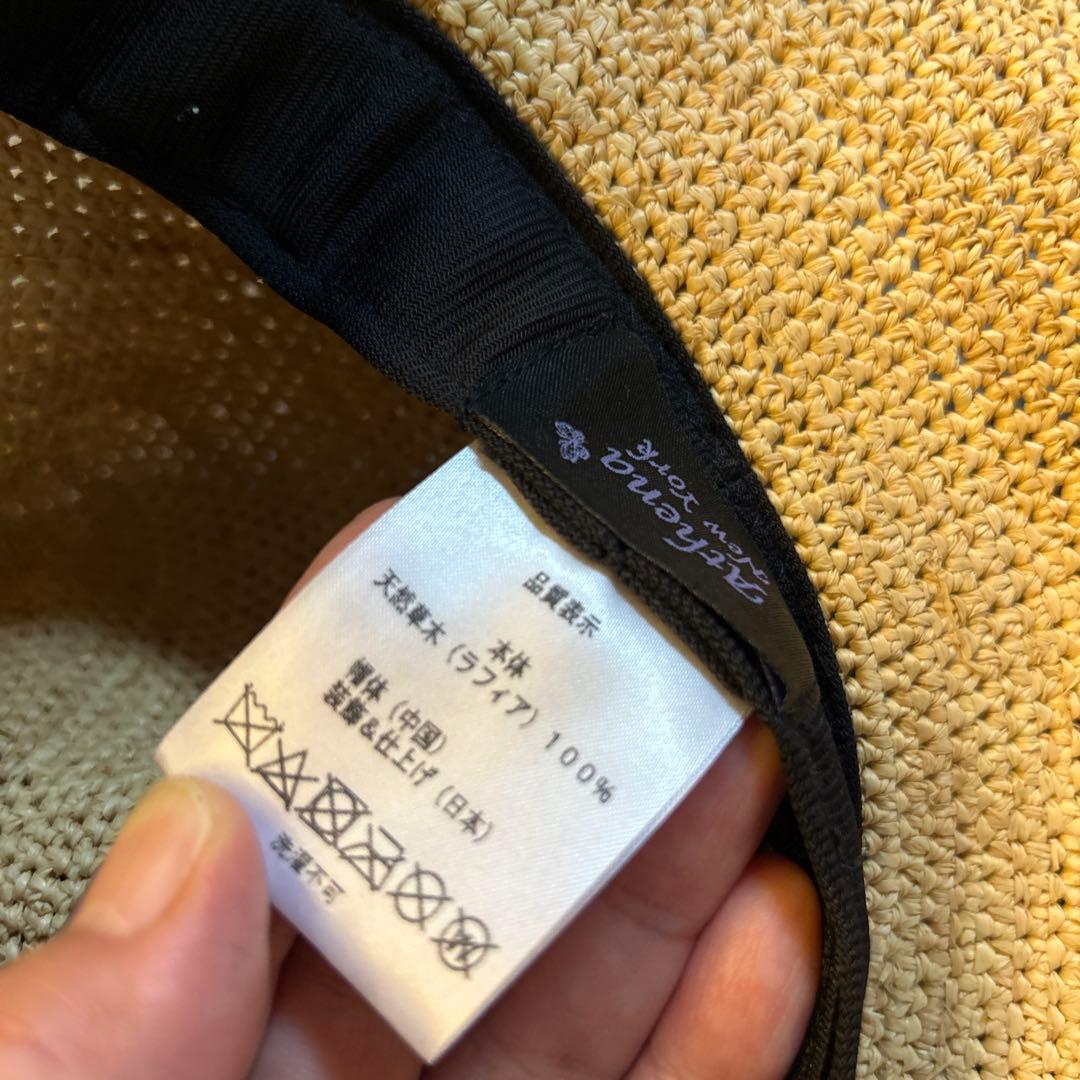 Athena
New York
品質表示
本体
天然草木（ラフィア）100%
帽体（中国）
装飾&仕上げ（日本）
洗濯不可